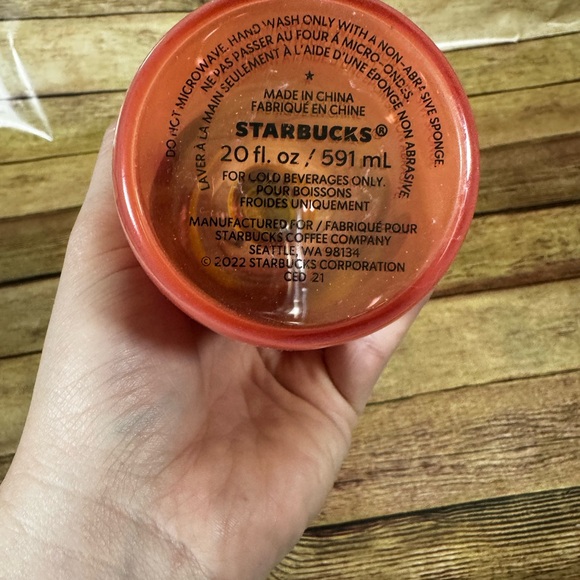 DO NOT MICROWAVE. HAND WASH ONLY WITH A NON-ABRASIVE SPONGE.
NE PAS PASSER AU FOUR À MICRO-ONDES.
LAVER À LA MAIN SEULEMENT À L'AIDE D'UNE ÉPONGE NON ABRASIVE.
MADE IN CHINA
FABRIQUÉ EN CHINE
STARBUCKS®
20 fl. oz / 591 mL
FOR COLD BEVERAGES ONLY.
POUR BOISSONS
FROIDES UNIQUEMENT
MANUFACTURED FOR / FABRIQUÉ POUR
STARBUCKS COFFEE COMPANY
SEATTLE, WA 98134
© 2022 STARBUCKS CORPORATION
CED 21